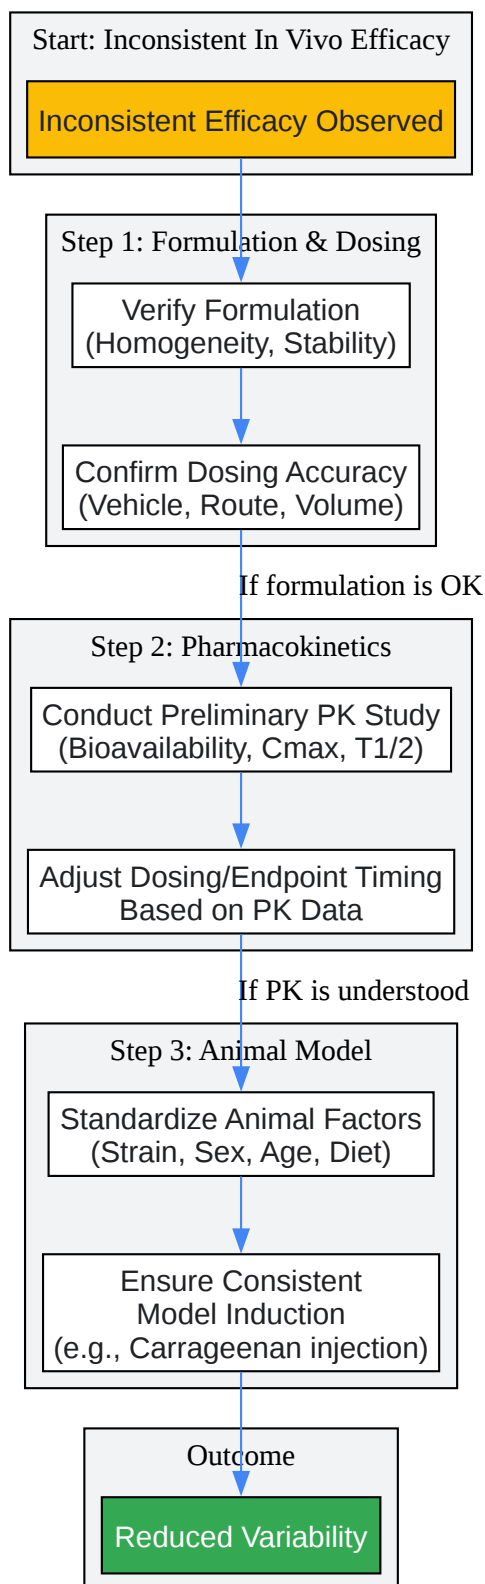 Start: Inconsistent In Vivo Efficacy
Inconsistent Efficacy Observed
Step 1: Formulation & Dosing
Verify Formulation
(Homogeneity, Stability)
Confirm Dosing Accuracy
(Vehicle, Route, Volume)
If formulation is OK
Step 2: Pharmacokinetics
Conduct Preliminary PK Study
(Bioavailability, Cmax, T1/2)
Adjust Dosing/Endpoint Timing
Based on PK Data
If PK is understood
Step 3: Animal Model
Standardize Animal Factors
(Strain, Sex, Age, Diet)
Ensure Consistent
Model Induction
(e.g., Carrageenan injection)
Outcome
Reduced Variability